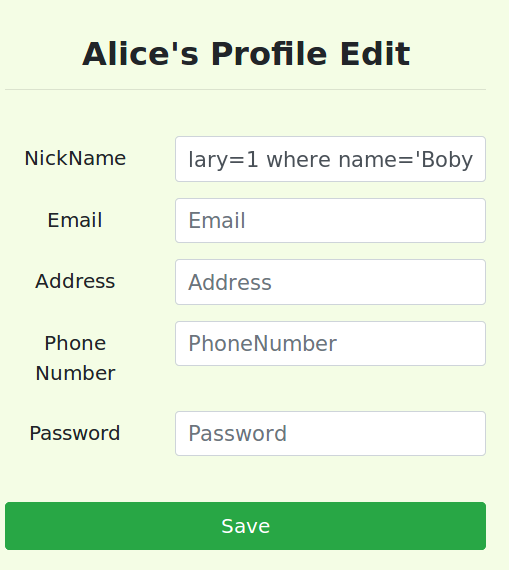 Alice's Profile Edit
NickName
lary=1 where name='Boby
Email
Email
Address
Address
Phone
Number
PhoneNumber
Password
Password
Save